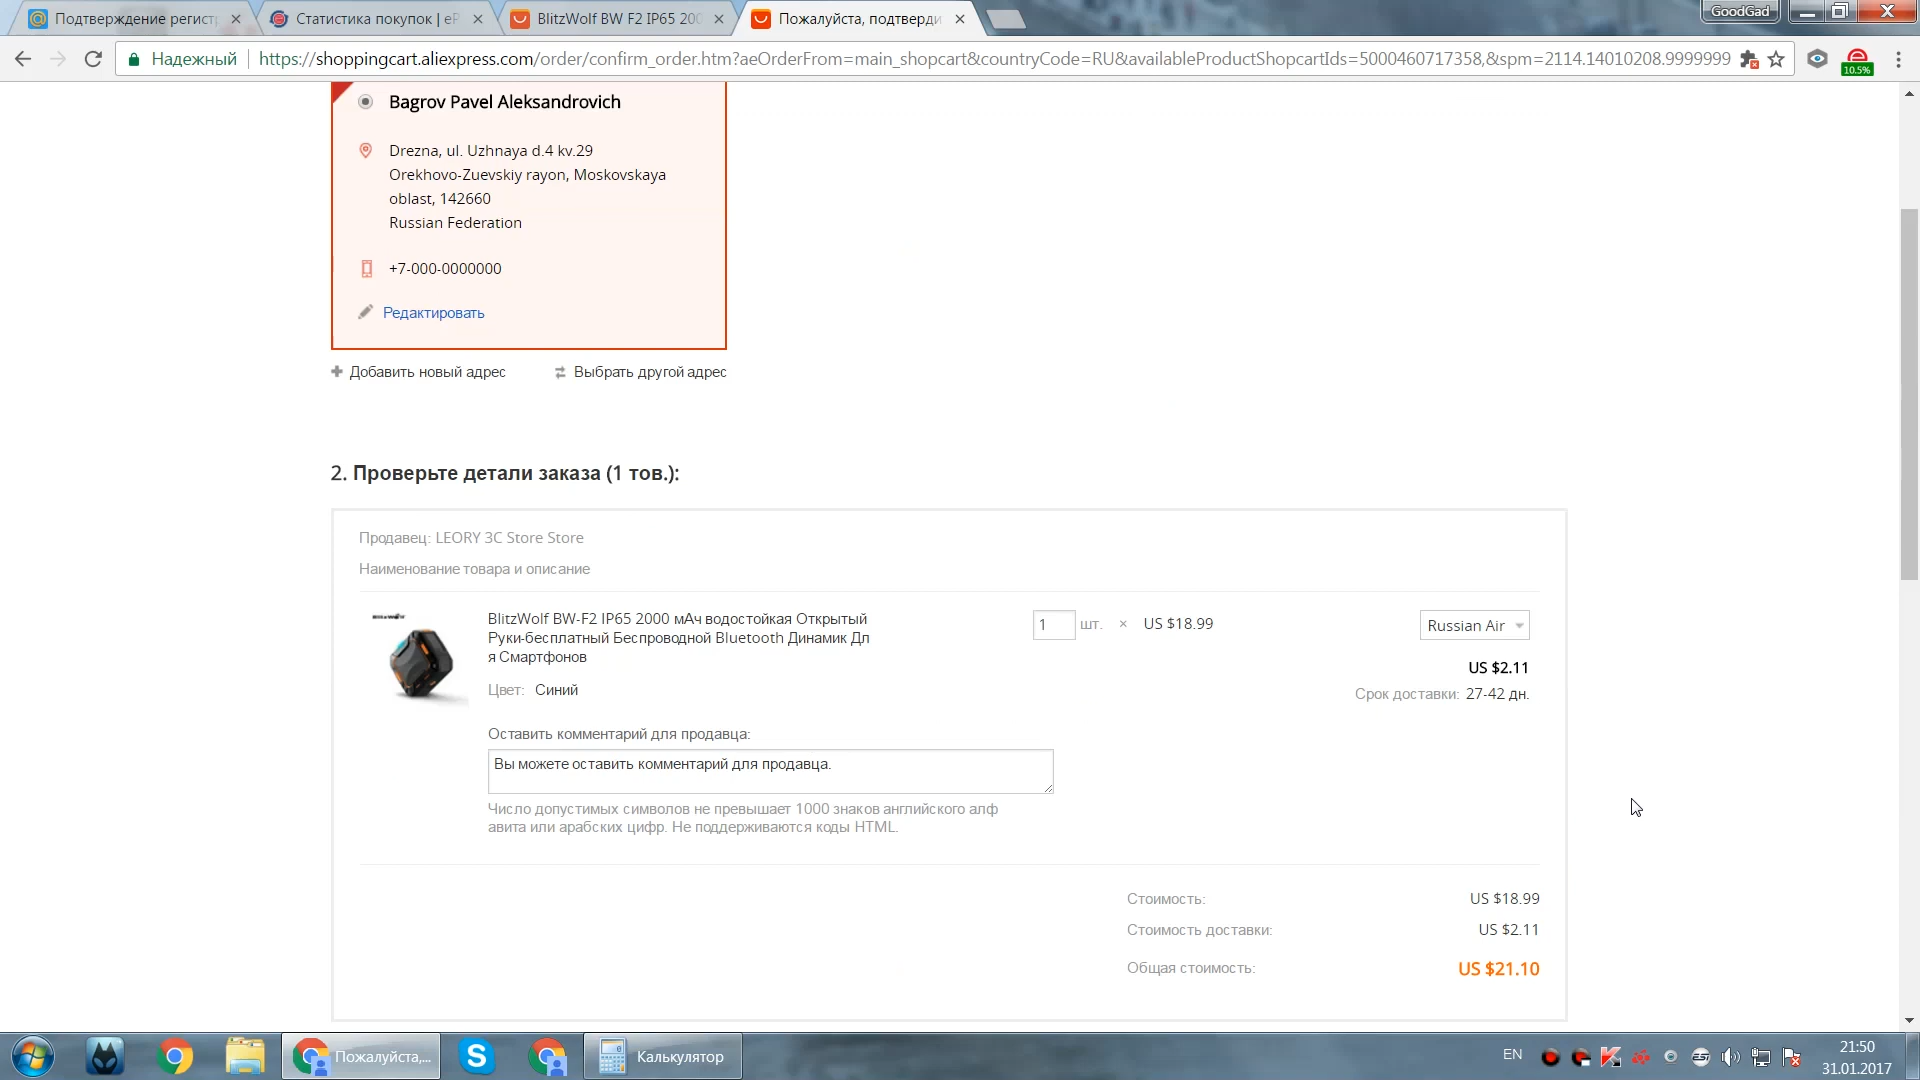 Подтверждение регистр
Статистика покупок | eP
BlitzWolf BW F2 IP65 200
Пожалуйста, подтверди
GoodGad
Надежный
https://shoppingcart.aliexpress.com/order/confirm_order.htm?aeOrderFrom=main_shopcart&countryCode=RU&availableProductShopcartIds=5000460717358,&spm=2114.14010208.9999999
10.5%
Bagrov Pavel Aleksandrovich
Drezna, ul. Uzhnaya d.4 kv.29
Orekhovo-Zuevskiy rayon, Moskovskaya
oblast, 142660
Russian Federation
+7-000-0000000
Редактировать
Добавить новый адрес
Выбрать другой адрес
2. Проверьте детали заказа (1 тов.):
Продавец: LEORY 3C Store Store
Наименование товара и описание
BlitzWolf BW-F2 IP65 2000 мАч водостойкая Открытый
Руки-бесплатный Беспроводной Bluetooth Динамик Дл
я Смартфонов
1 шт. × US $18.99
Russian Air
US $2.11
Срок доставки: 27-42 дн.
Цвет: Синий
Оставить комментарий для продавца:
Вы можете оставить комментарий для продавца.
Число допустимых символов не превышает 1000 знаков английского алф
авита или арабских цифр. Не поддерживаются коды HTML.
Стоимость: US $18.99
Стоимость доставки: US $2.11
Общая стоимость: US $21.10
Пожалуйста,...
Калькулятор
EN
21:50
31.01.2017